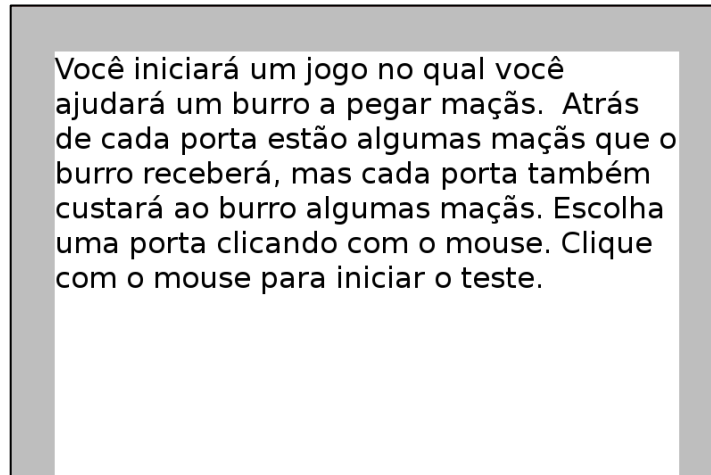 Você iniciará um jogo no qual você
ajudará um burro a pegar maçãs.  Atrás
de cada porta estão algumas maçãs que o
burro receberá, mas cada porta também
custará ao burro algumas maçãs. Escolha
uma porta clicando com o mouse. Clique
com o mouse para iniciar o teste.